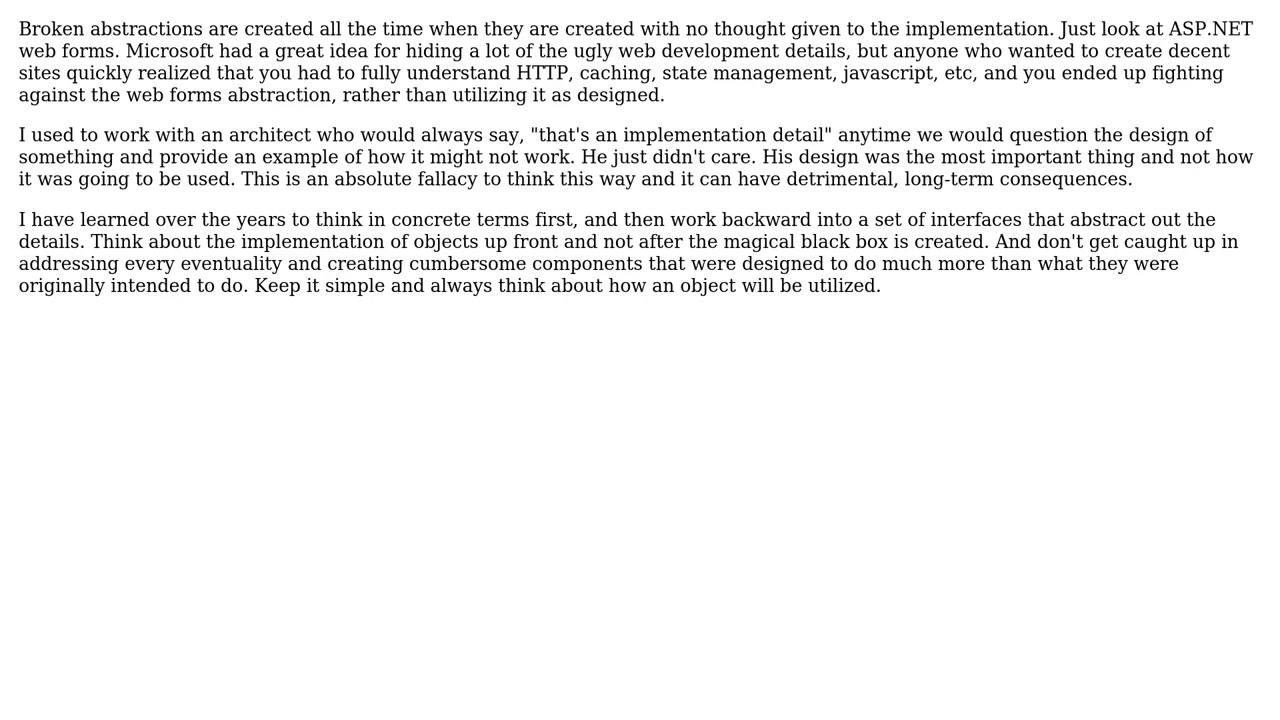 Broken abstractions are created all the time when they are created with no thought given to the implementation. Just look at ASP.NET
web forms. Microsoft had a great idea for hiding a lot of the ugly web development details, but anyone who wanted to create decent
sites quickly realized that you had to fully understand HTTP, caching, state management, javascript, etc, and you ended up fighting
against the web forms abstraction, rather than utilizing it as designed.
I used to work with an architect who would always say, "that's an implementation detail" anytime we would question the design of
something and provide an example of how it might not work. He just didn't care. His design was the most important thing and not how
it was going to be used. This is an absolute fallacy to think this way and it can have detrimental, long-term consequences.
I have learned over the years to think in concrete terms first, and then work backward into a set of interfaces that abstract out the
details. Think about the implementation of objects up front and not after the magical black box is created. And don't get caught up in
addressing every eventuality and creating cumbersome components that were designed to do much more than what they were
originally intended to do. Keep it simple and always think about how an object will be utilized.